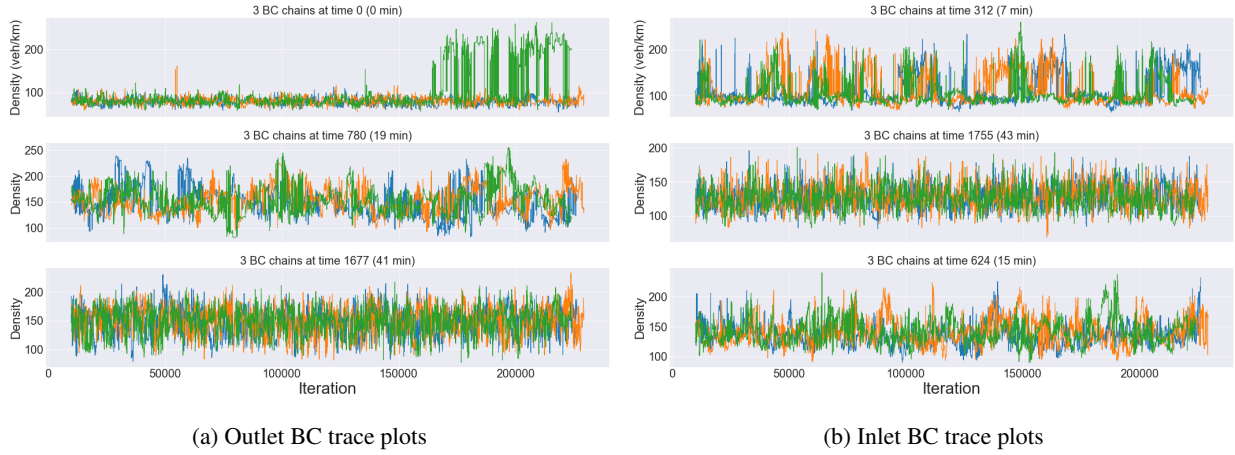 3 BC chains at time 0 (0 min)
Density (veh/km)
200
100
3 BC chains at time 780 (19 min)
Density
250
200
150
100
3 BC chains at time 1677 (41 min)
Density
200
150
100
0 50000 100000 150000 200000
Iteration
(a) Outlet BC trace plots
3 BC chains at time 312 (7 min)
Density (veh/km)
200
100
3 BC chains at time 1755 (43 min)
Density
200
150
100
3 BC chains at time 624 (15 min)
Density
200
150
100
0 50000 100000 150000 200000
Iteration
(b) Inlet BC trace plots